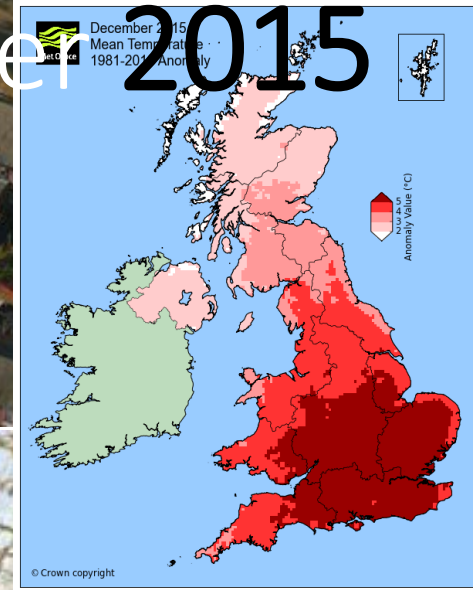 er 2015
December 2015
Mean Temperature
1981-2010 Anomaly
5
4
3
2
Anomaly Value (°C)
© Crown copyright